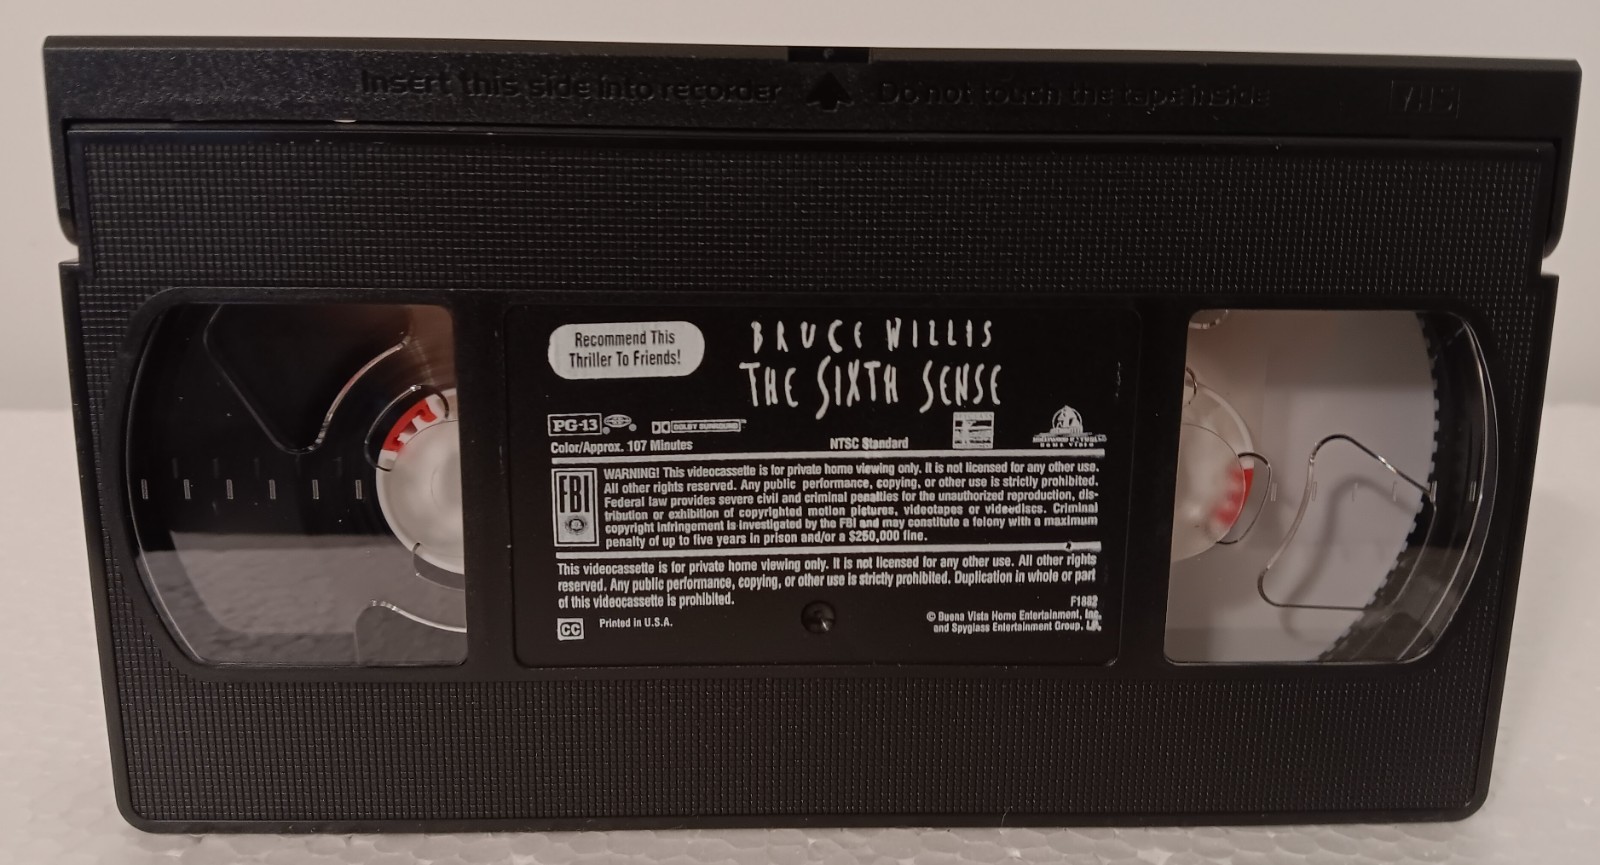 Insert this side into recorder Do not touch the tape inside VHS
Recommend This
Thriller To Friends!
BRUCE WILLIS
THE SIXTH SENSE
PG-13 DOLBY SURROUND
Color/Approx. 107 Minutes NTSC Standard
HOME VIDEO
FBI
WARNING! This videocassette is for private home viewing only. It is not licensed for any other use.
All other rights reserved. Any public performance, copying, or other use is strictly prohibited.
Federal law provides severe civil and criminal penalties for the unauthorized reproduction, dis-
tribution or exhibition of copyrighted motion pictures, videotapes or videodiscs. Criminal
copyright infringement is investigated by the FBI and may constitute a felony with a maximum
penalty of up to five years in prison and/or a $250,000 fine.
This videocassette is for private home viewing only. It is not licensed for any other use. All other rights
reserved. Any public performance, copying, or other use is strictly prohibited. Duplication in whole or part
of this videocassette is prohibited.
CC Printed in U.S.A.
© Buena Vista Home Entertainment, Inc.
and Spyglass Entertainment Group, L.P.